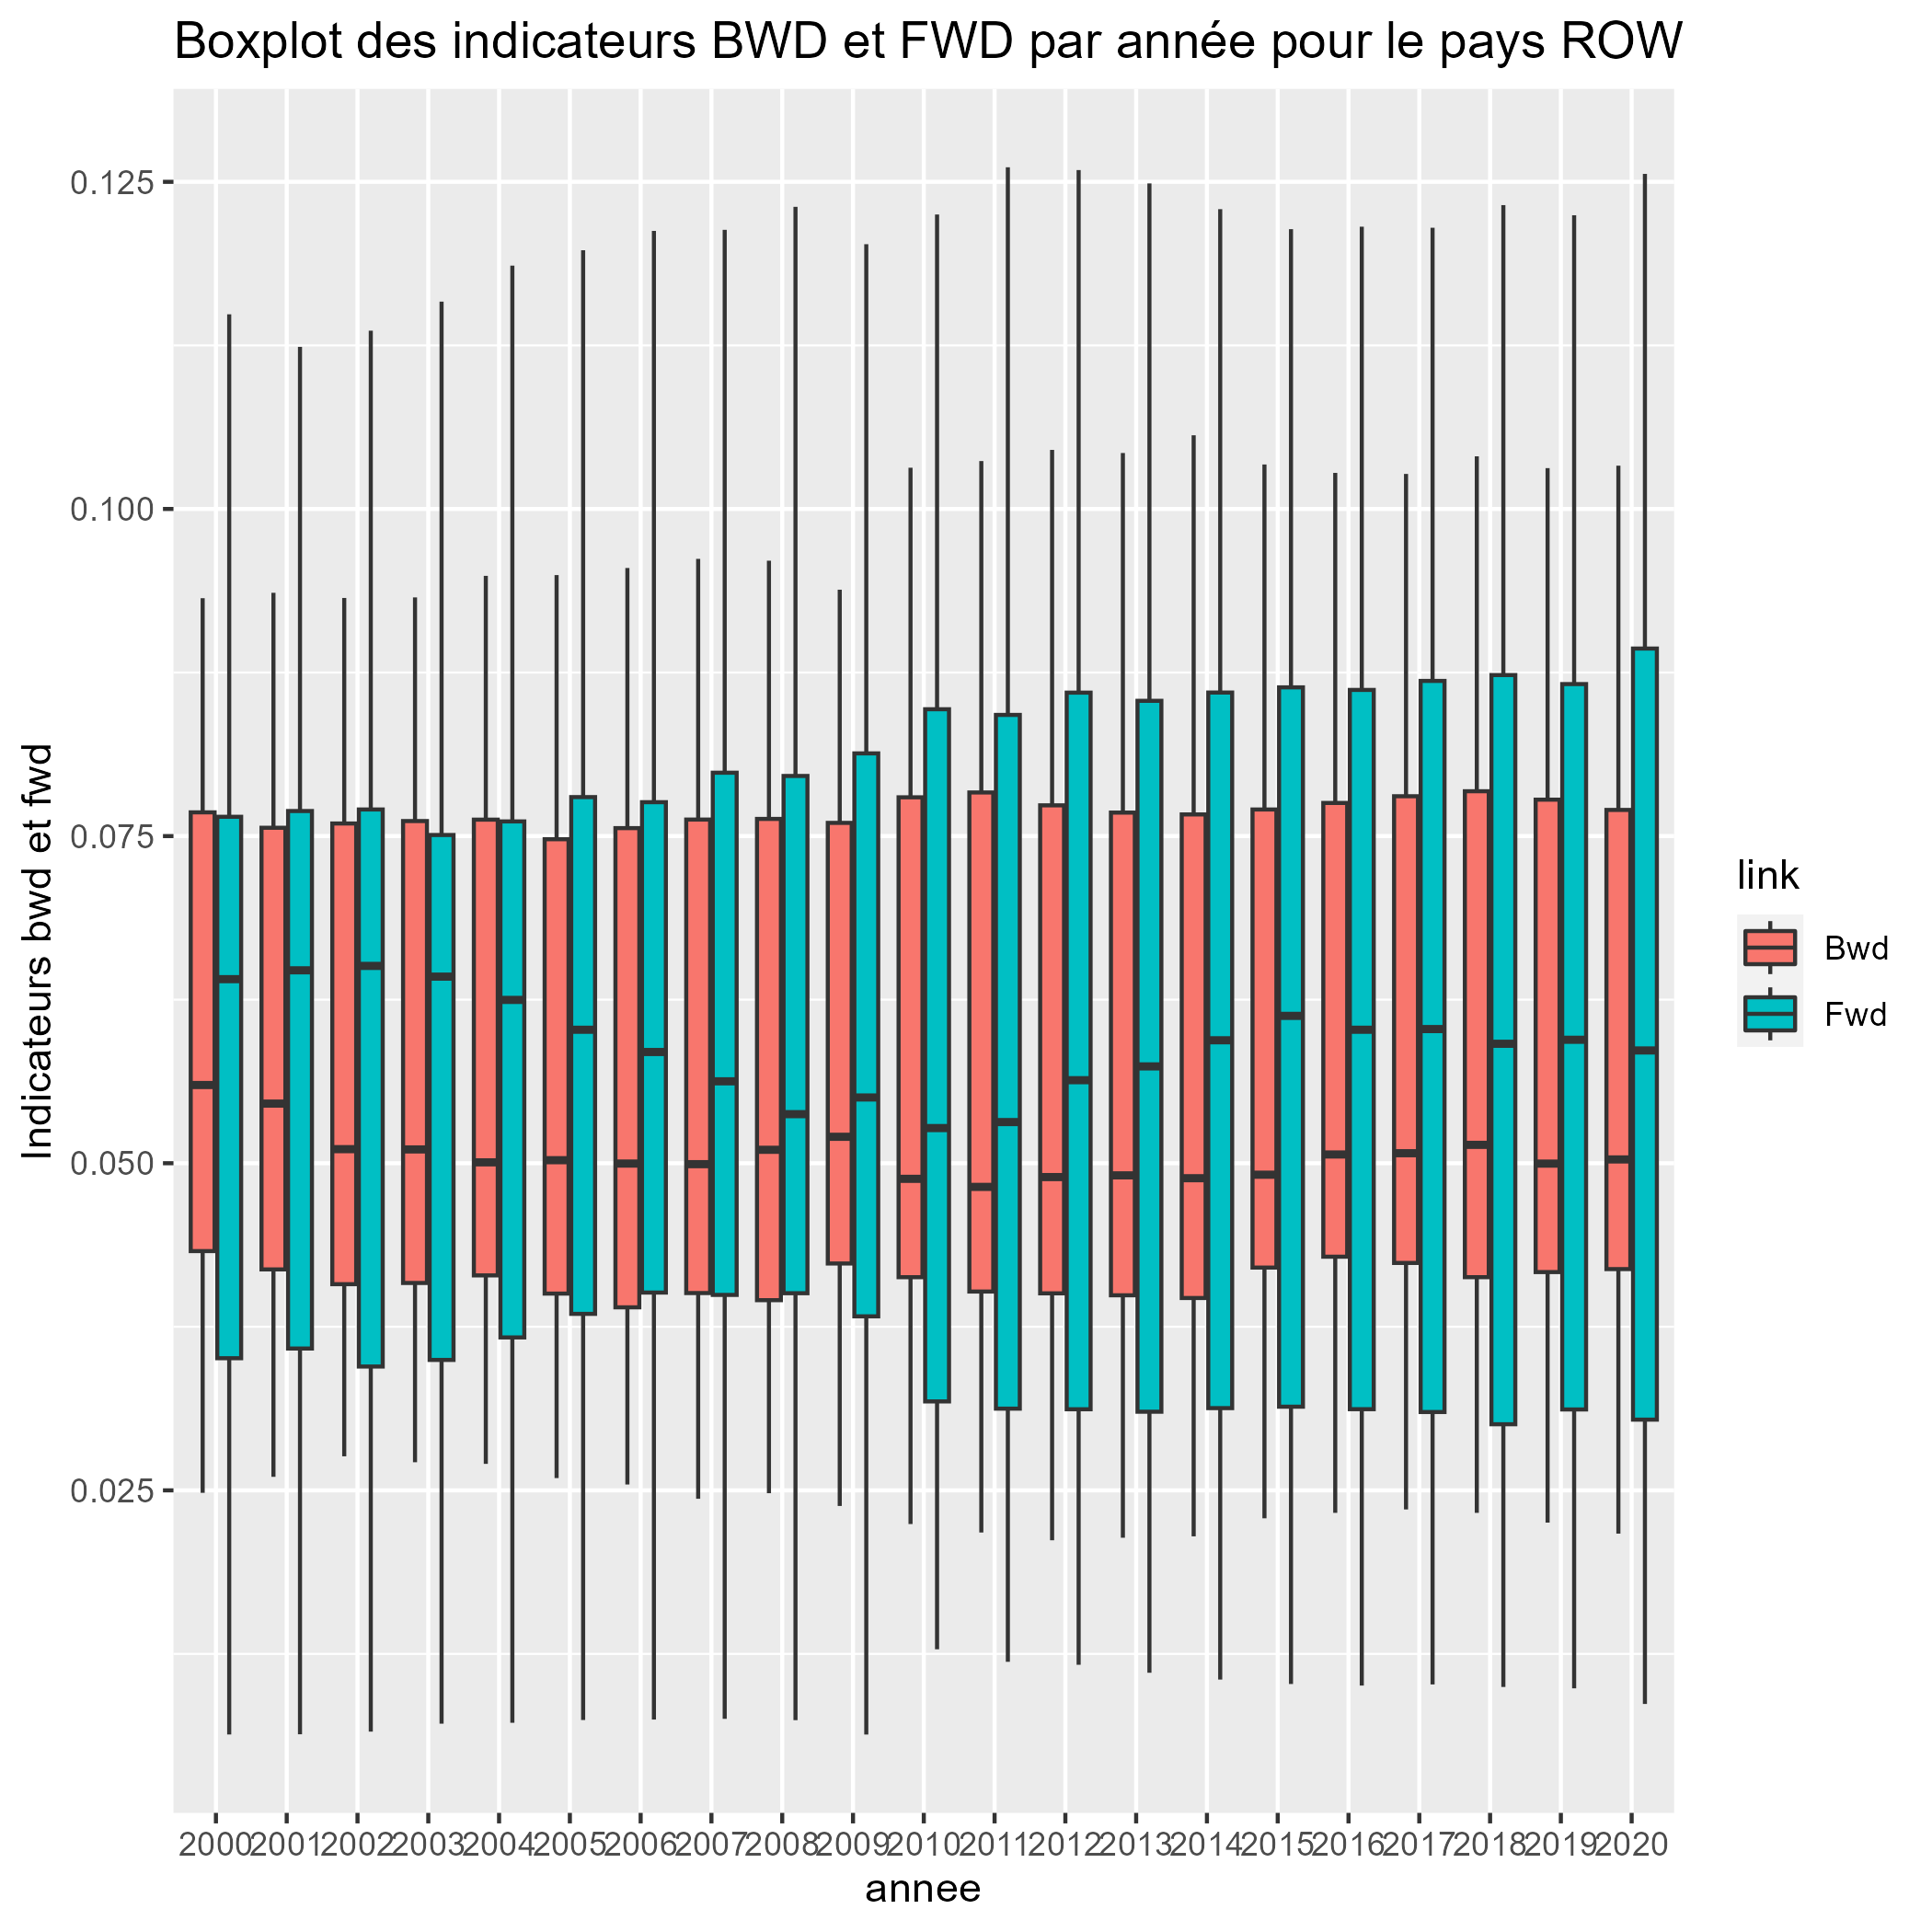 Boxplot des indicateurs BWD et FWD par année pour le pays ROW
Indicateurs bwd et fwd
0.125
0.100
0.075
0.050
0.025
2000 2001 2002 2003 2004 2005 2006 2007 2008 2009 2010 2011 2012 2013 2014 2015 2016 2017 2018 2019 2020
annee
link
Bwd
Fwd